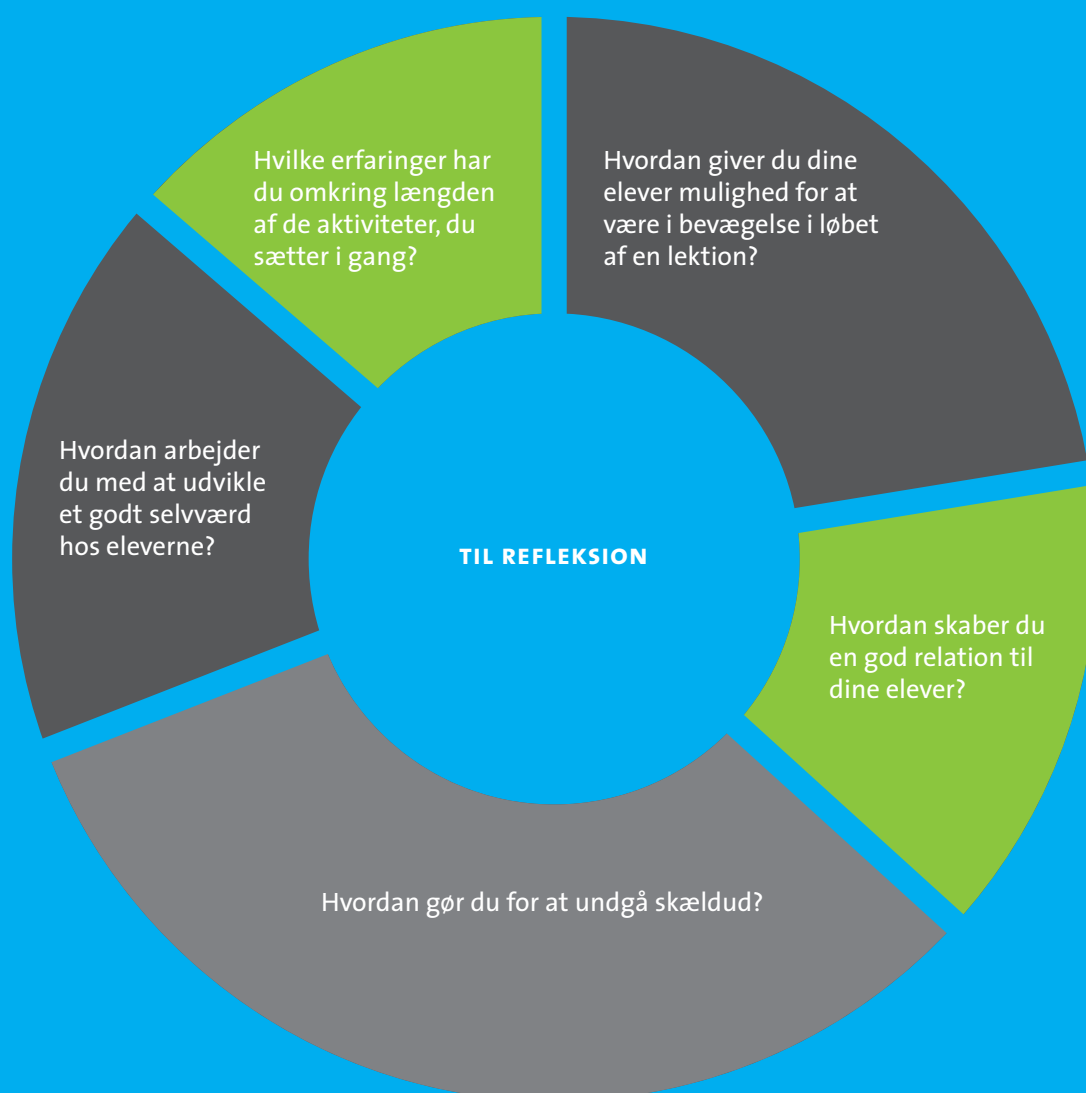 Hvilke erfaringer har
du omkring længden
af de aktiviteter, du
sætter i gang?
Hvordan giver du dine
elever mulighed for at
være i bevægelse i løbet
af en lektion?
Hvordan arbejder
du med at udvikle
et godt selvværd
hos eleverne?
TIL REFLEKSION
Hvordan skaber du
en god relation til
dine elever?
Hvordan gør du for at undgå skældud?